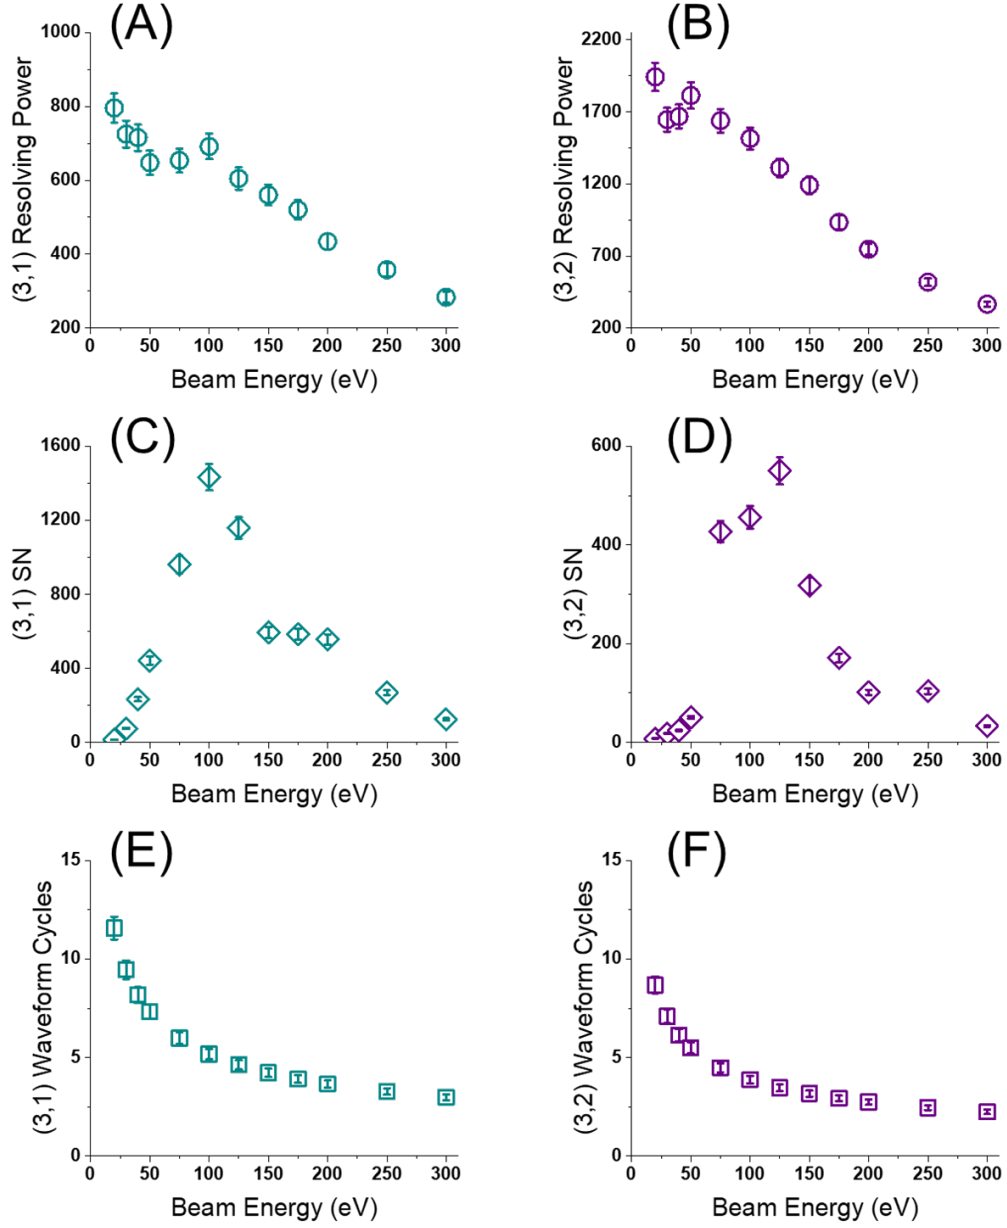 (A)
(3,1) Resolving Power
1000
800
600
400
200
0 50 100 150 200 250 300
Beam Energy (eV)
(B)
(3,2) Resolving Power
2200
1700
1200
700
200
0 50 100 150 200 250 300
Beam Energy (eV)
(C)
(3,1) SN
1600
1200
800
400
0
0 50 100 150 200 250 300
Beam Energy (eV)
(D)
(3,2) SN
600
400
200
0
0 50 100 150 200 250 300
Beam Energy (eV)
(E)
(3,1) Waveform Cycles
15
10
5
0
0 50 100 150 200 250 300
Beam Energy (eV)
(F)
(3,2) Waveform Cycles
15
10
5
0
0 50 100 150 200 250 300
Beam Energy (eV)